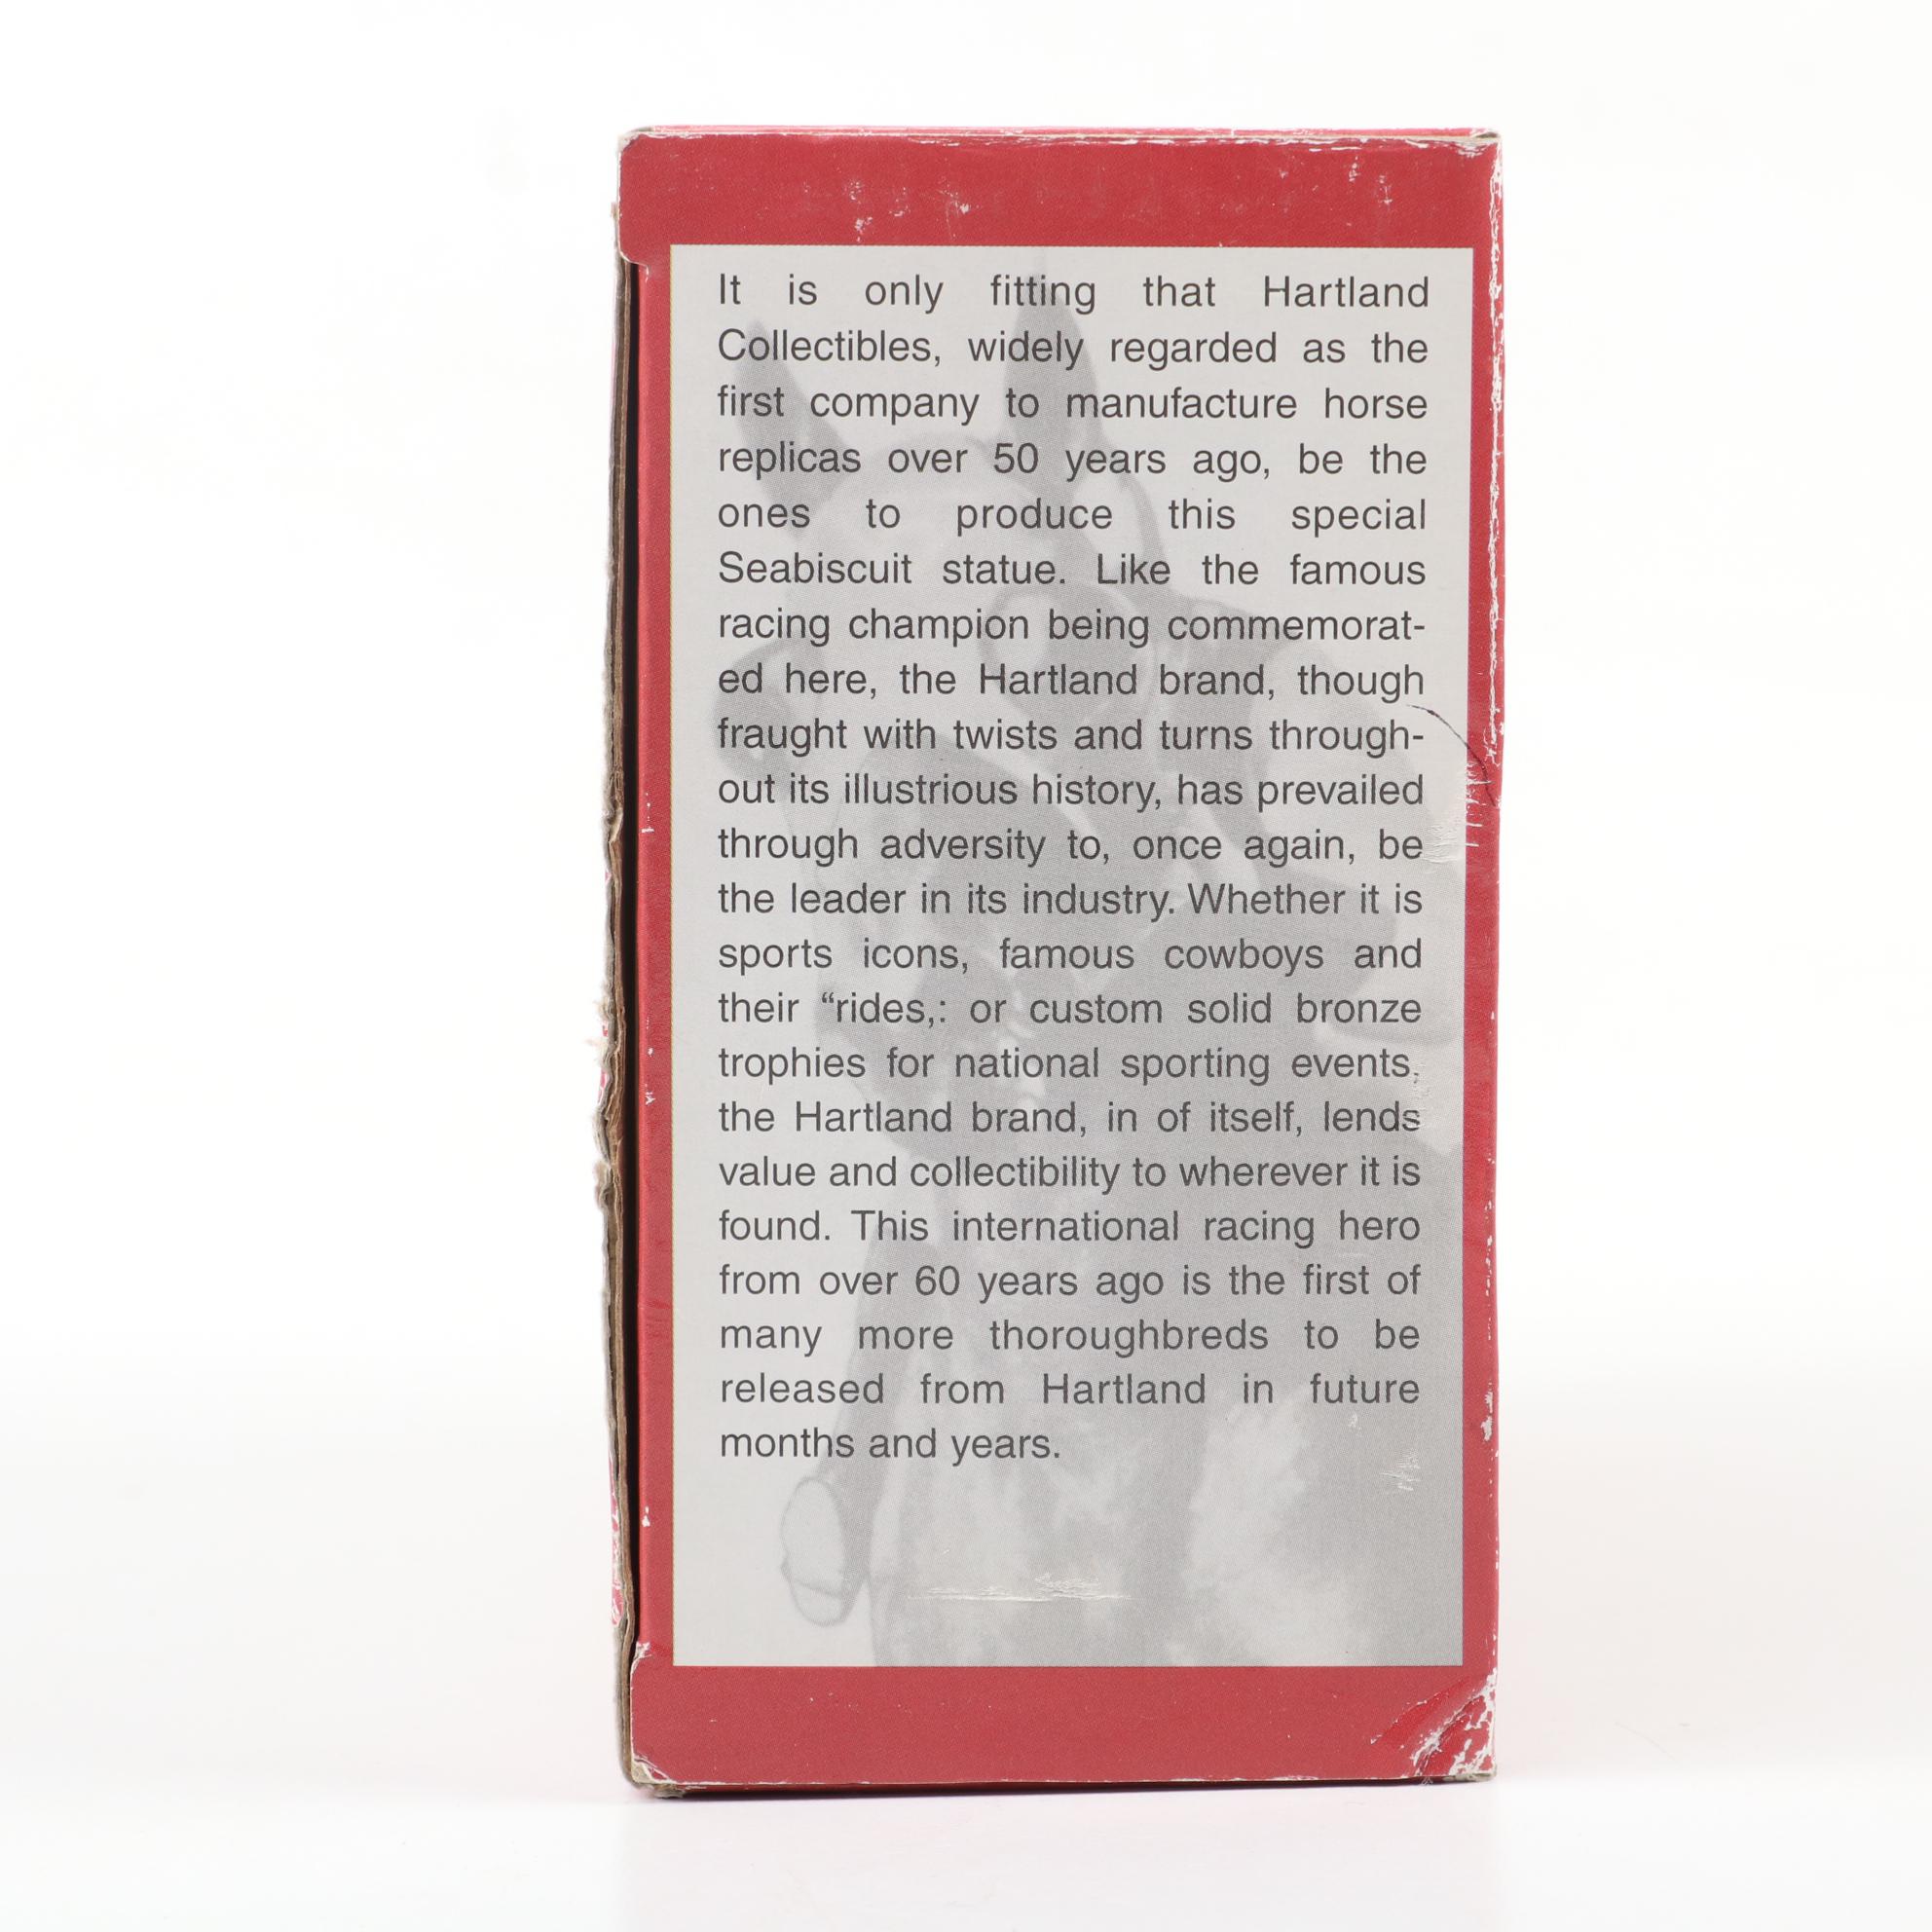 It is only fitting that Hartland
Collectibles, widely regarded as the
first company to manufacture horse
replicas over 50 years ago, be the
ones to produce this special
Seabiscuit statue. Like the famous
racing champion being commemorat-
ed here, the Hartland brand, though
fraught with twists and turns through-
out its illustrious history, has prevailed
through adversity to, once again, be
the leader in its industry. Whether it is
sports icons, famous cowboys and
their “rides,: or custom solid bronze
trophies for national sporting events,
the Hartland brand, in of itself, lends
value and collectibility to wherever it is
found. This international racing hero
from over 60 years ago is the first of
many more thoroughbreds to be
released from Hartland in future
months and years.